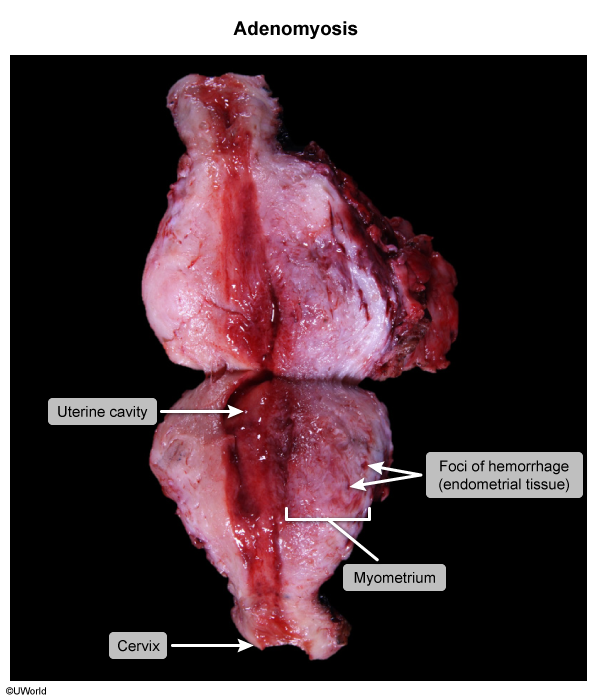 Adenomyosis
Uterine cavity
Foci of hemorrhage
(endometrial tissue)
Myometrium
Cervix
©UWorld